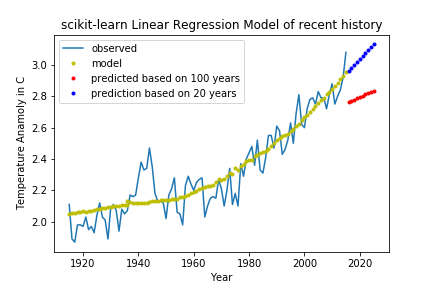 scikit-learn Linear Regression Model of recent history
observed
model
predicted based on 100 years
prediction based on 20 years
Temperature Anamoly in C
3.0
2.8
2.6
2.4
2.2
2.0
1920 1940 1960 1980 2000 2020
Year